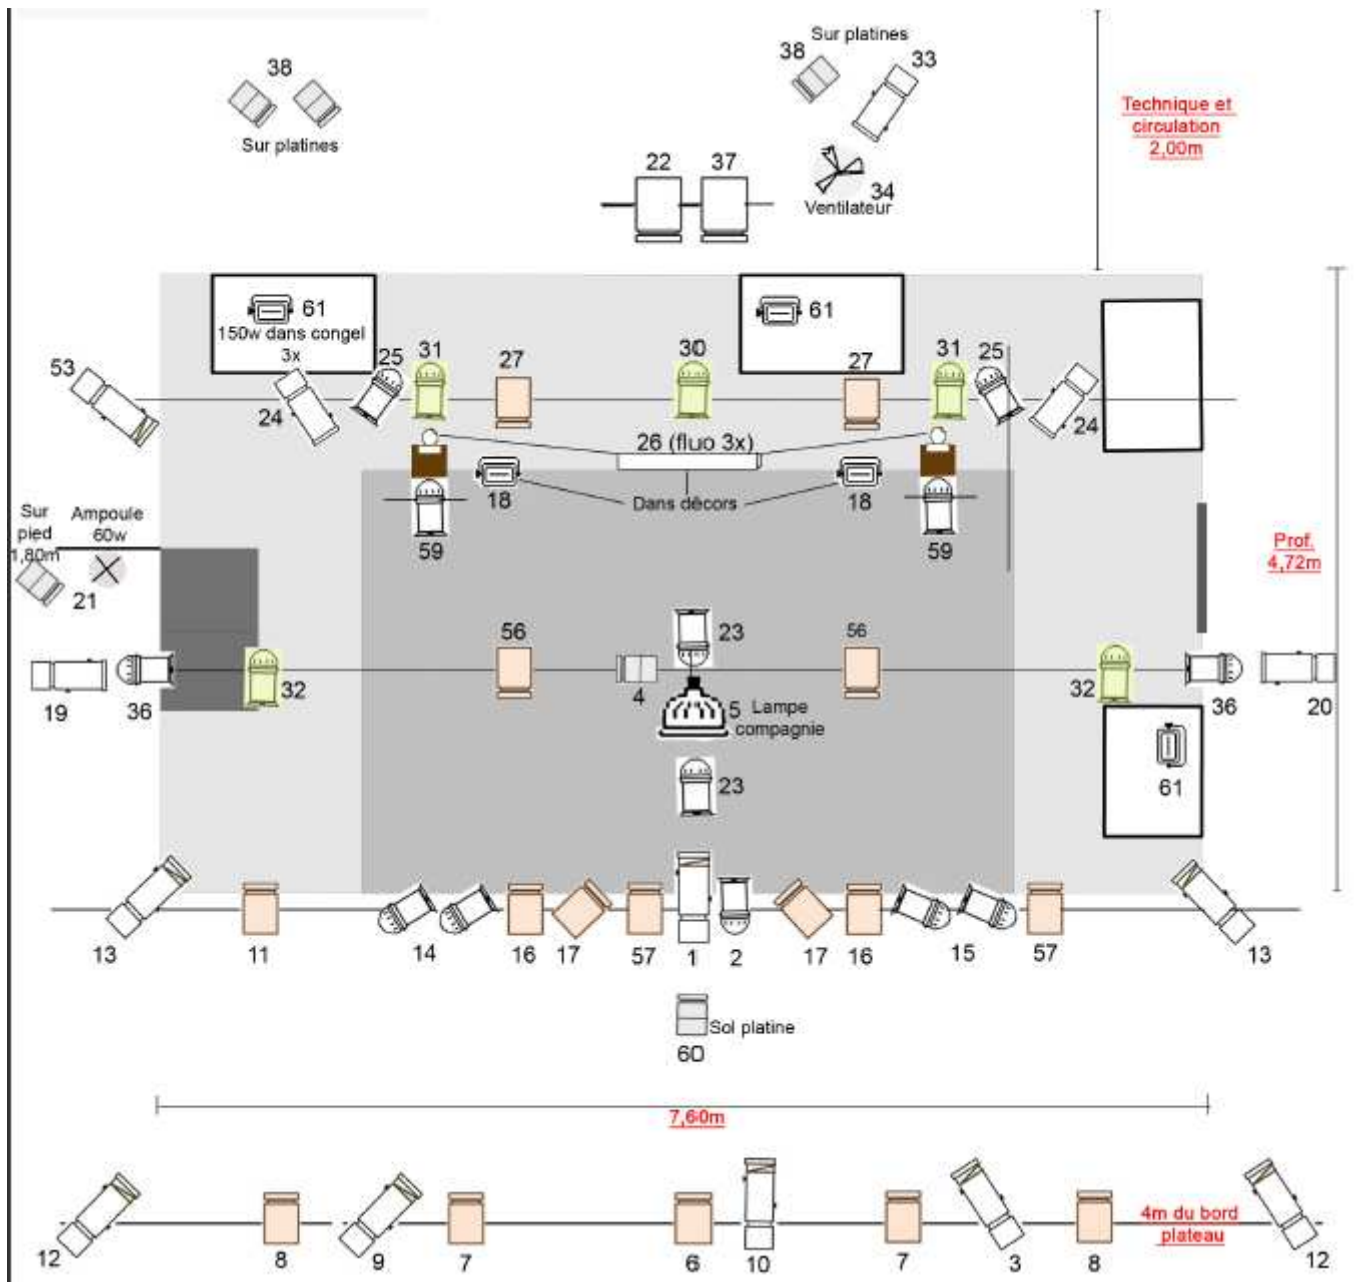 Sur platines
38
38
33
Technique et
circulation
2,00m
Sur platines
22
37
34
Ventilateur
61
150w dans congel
3x
61
53
25
31
27
30
27
31
25
24
24
26 (fluo 3x)
18
Dans décors
18
Sur
pied
1,80m
Ampoule
60w
59
59
Prof.
4,72m
21
56
23
56
32
4
32
19
36
5
Lampe
compagnie
36
20
23
61
13
11
14
16
17
57
1
2
17
16
15
57
13
Sol platine
60
7,60m
4m du bord
plateau
12
8
9
7
6
10
7
3
8
12